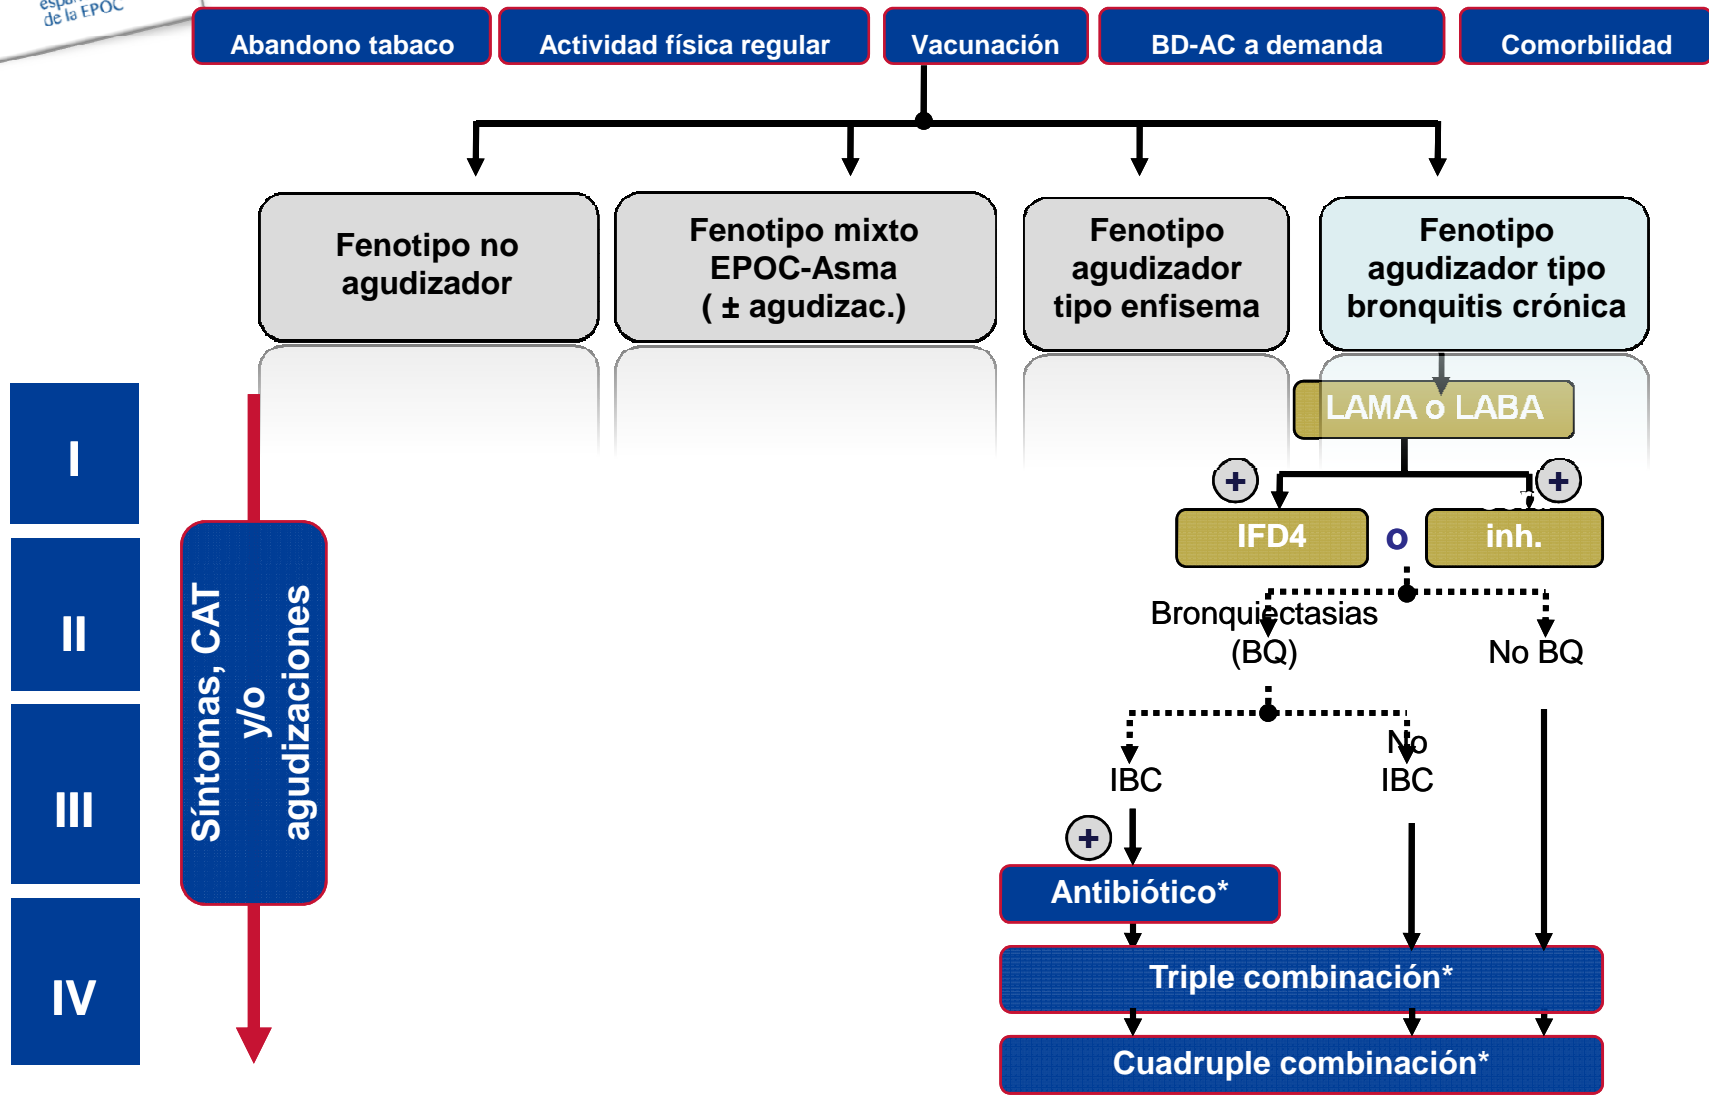 de la EPOC
Abandono tabaco
Actividad física regular
Vacunación
BD-AC a demanda
Comorbilidad
Fenotipo no
agudizador
Fenotipo mixto
EPOC-Asma
( ± agudizac.)
Fenotipo
agudizador
tipo enfisema
Fenotipo
agudizador tipo
bronquitis crónica
LAMA o LABA
I
+
+
IFD4
o
inh.
II
Síntomas, CAT
y/o
agudizaciones
Bronquiectasias
(BQ)
No BQ
III
IBC
No
IBC
+
Antibiótico*
IV
Triple combinación*
Cuadruple combinación*